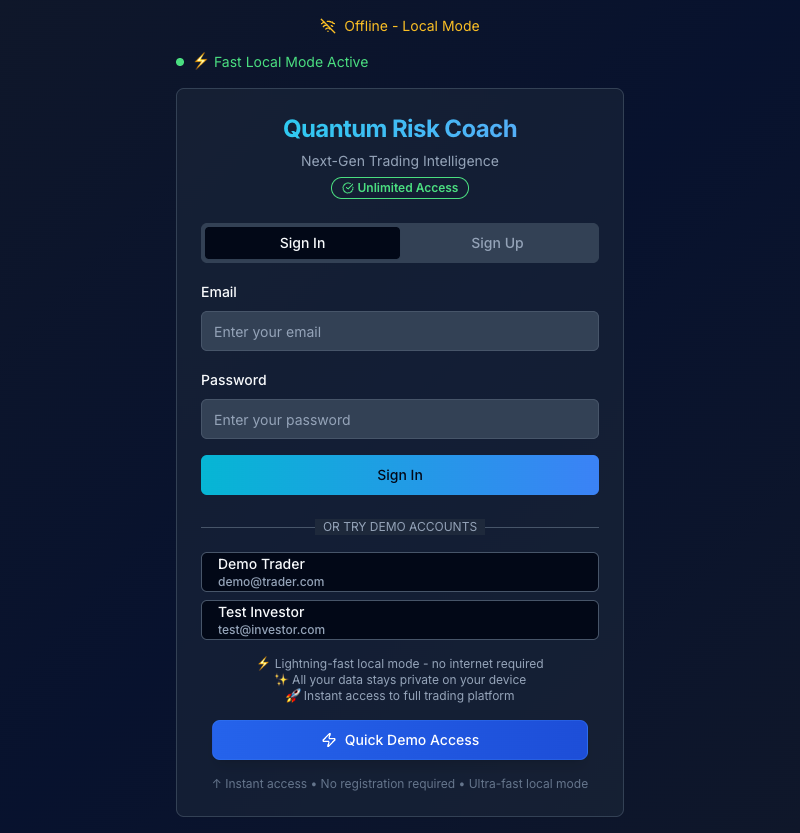 Offline - Local Mode
⚡ Fast Local Mode Active
Quantum Risk Coach
Next-Gen Trading Intelligence
Unlimited Access
Sign In
Sign Up
Email
Enter your email
Password
Enter your password
Sign In
OR TRY DEMO ACCOUNTS
Demo Trader
demo@trader.com
Test Investor
test@investor.com
⚡ Lightning-fast local mode - no internet required
✨ All your data stays private on your device
🚀 Instant access to full trading platform
Quick Demo Access
↑ Instant access • No registration required • Ultra-fast local mode